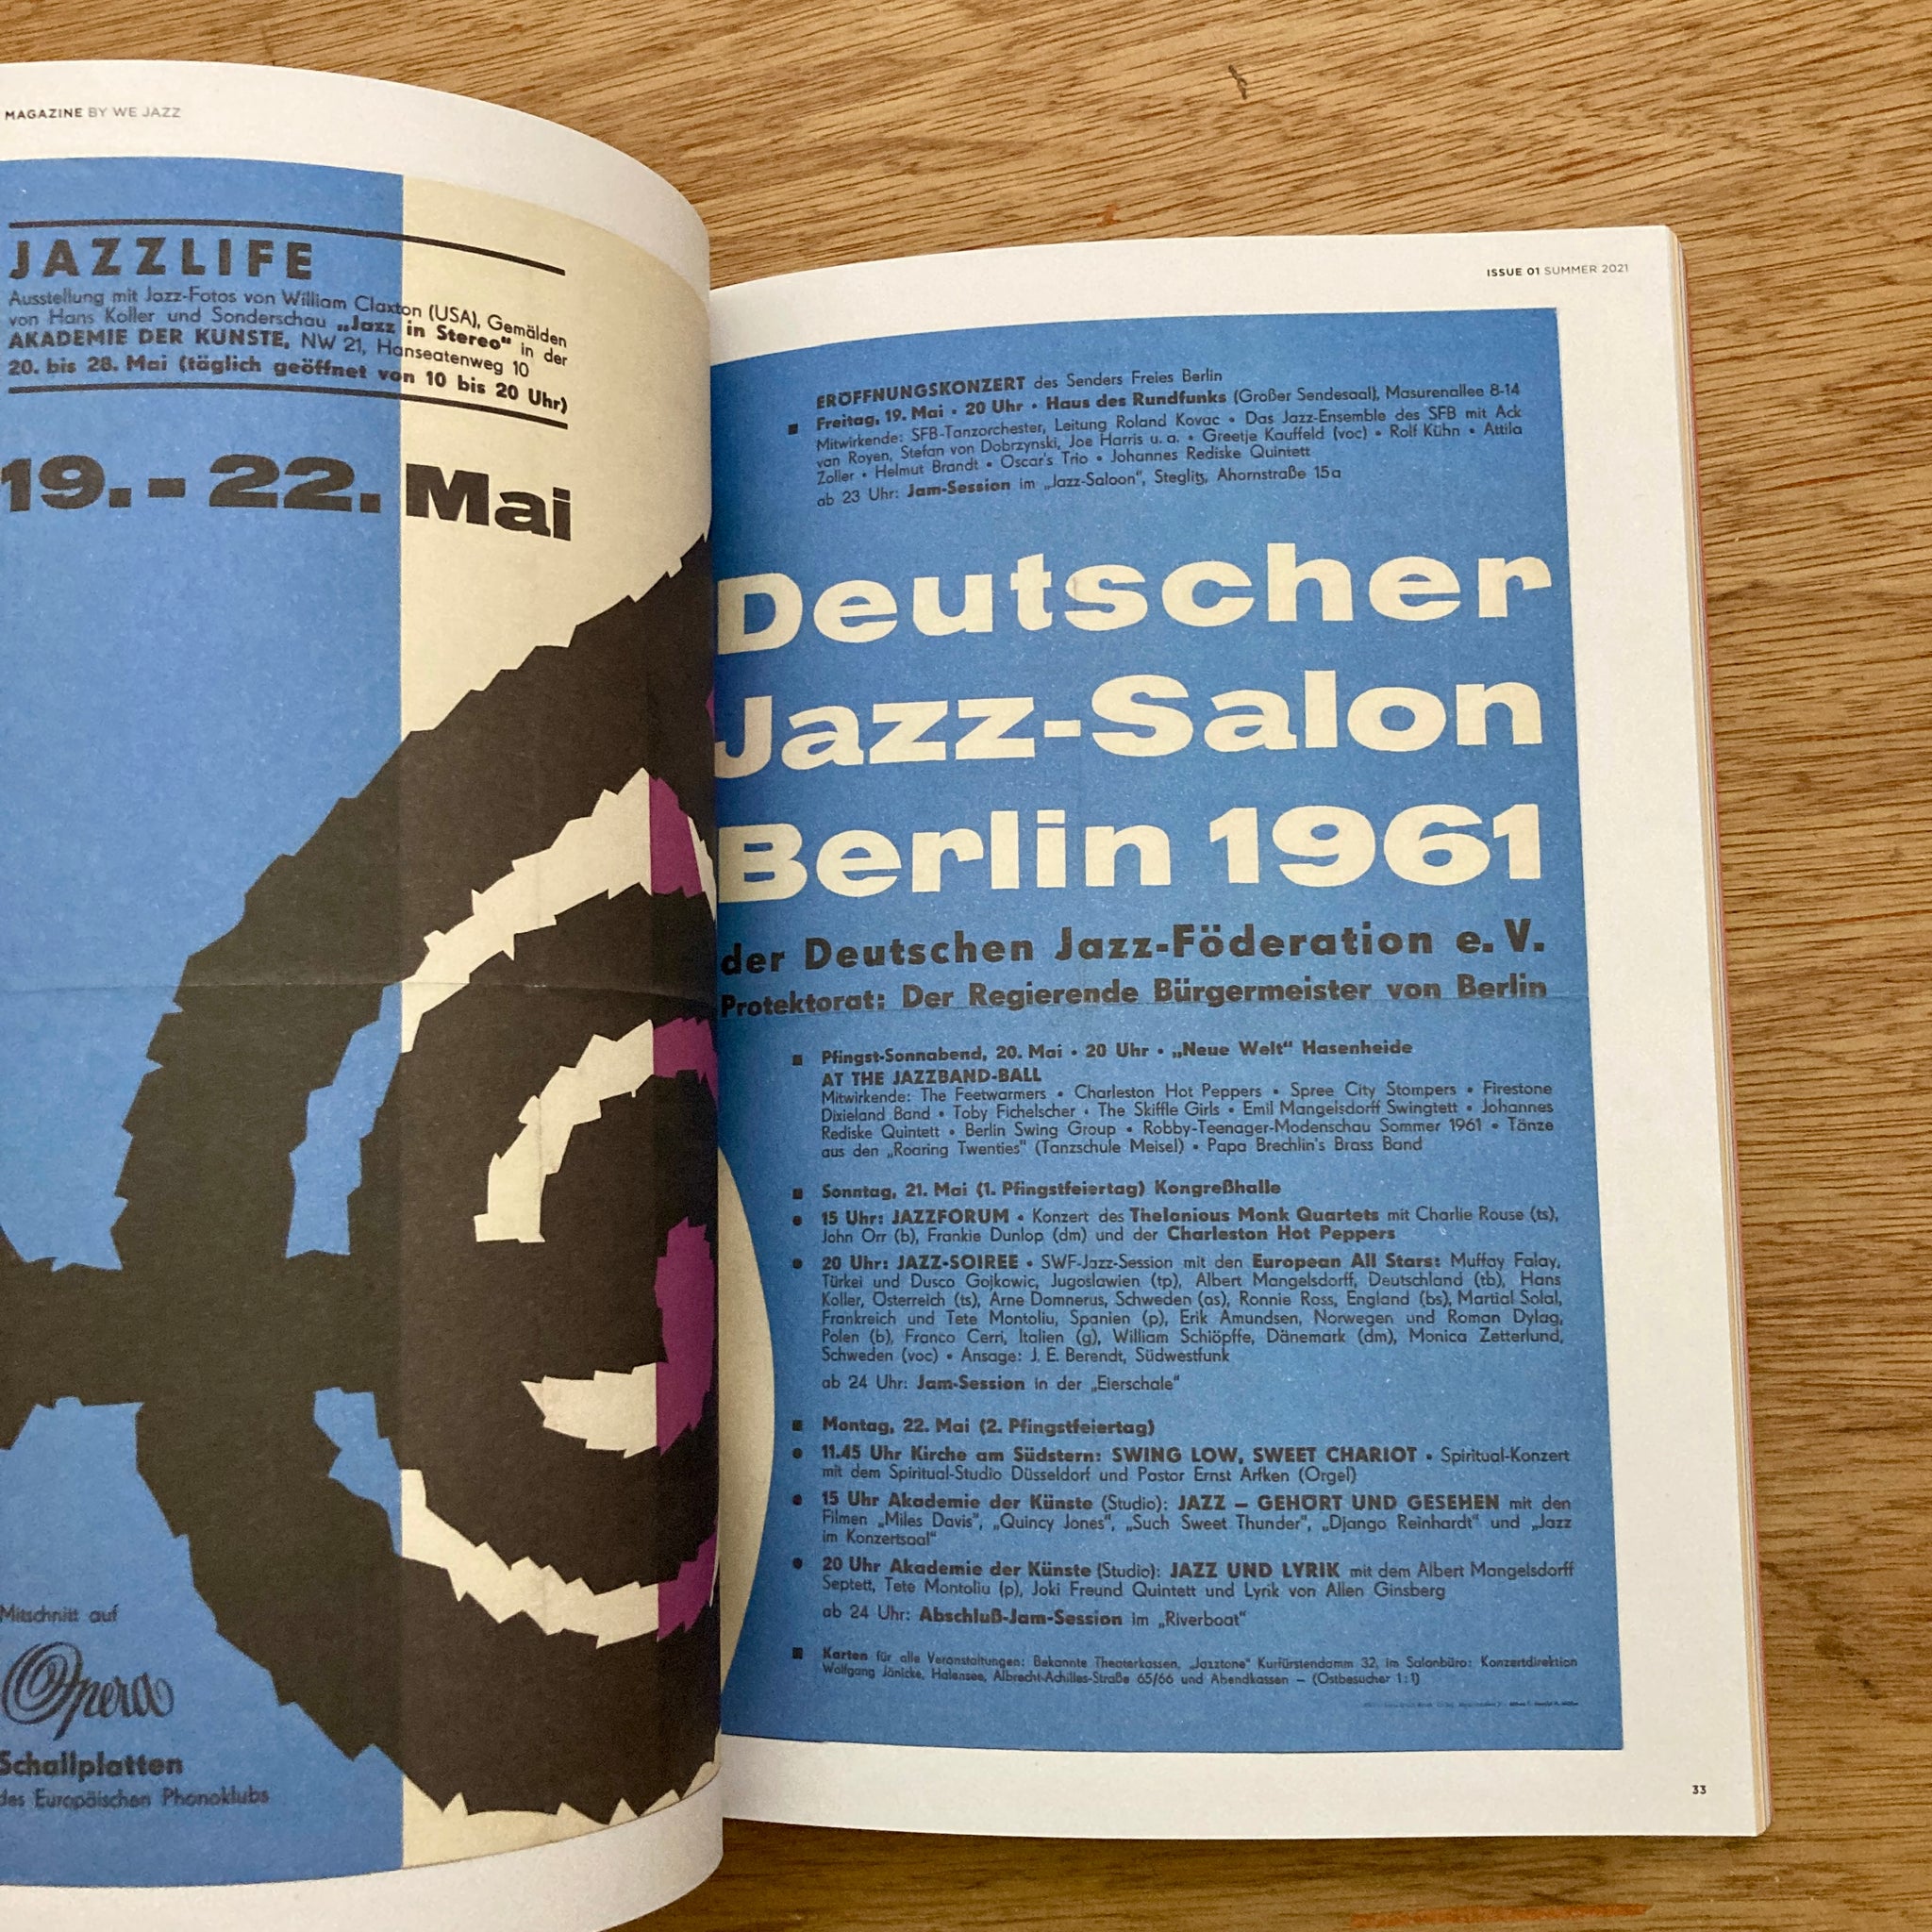 MAGAZINE BY WE JAZZ
JAZZLIFE
Ausstellung mit Jazz-Fotos von William Claxton (USA), Gemälden
von Hans Koller und Sonderschau „Jazz in Stereo“ in der
AKADEMIE DER KUNSTE, NW 21, Hanseatenweg 10
20. bis 28. Mai (täglich geöffnet von 10 bis 20 Uhr)
19. - 22. Mai
Mitschnitt auf
Opera
Schallplatten
des Europäischen Phonoklubs
ISSUE 01 SUMMER 2021
ERÖFFNUNGSKONZERT des Senders Freies Berlin
Freitag, 19. Mai • 20 Uhr • Haus des Rundfunks (Großer Sendesaal), Masurenallee 8-14
Mitwirkende: SFB-Tanzorchester, Leitung Roland Kovac • Das Jazz-Ensemble des SFB mit Ack
van Royen, Stefan von Dobrzynski, Joe Harris u. a. • Greetje Kauffeld (voc) • Rolf Kühn • Attila
Zoller • Helmut Brandt • Oscar's Trio • Johannes Rediske Quintett
ab 23 Uhr: Jam-Session im „Jazz-Saloon“, Steglitz, Ahornstraße 15a
Deutscher
Jazz-Salon
Berlin 1961
der Deutschen Jazz-Föderation e. V.
Protektorat: Der Regierende Bürgermeister von Berlin
Pfingst-Sonnabend, 20. Mai • 20 Uhr • „Neue Welt“ Hasenheide
AT THE JAZZBAND-BALL
Mitwirkende: The Feetwarmers • Charleston Hot Peppers • Spree City Stompers • Firestone
Dixieland Band • Toby Fichelscher • The Skiffle Girls • Emil Mangelsdorff Swingtett • Johannes
Rediske Quintett • Berlin Swing Group • Robby-Teenager-Modenschau Sommer 1961 • Tänze
aus den „Roaring Twenties“ (Tanzschule Meisel) • Papa Brechlin's Brass Band
Sonntag, 21. Mai (1. Pfingstfeiertag) Kongreßhalle
15 Uhr: JAZZFORUM • Konzert des Thelonious Monk Quartets mit Charlie Rouse (ts),
John Orr (b), Frankie Dunlop (dm) und der Charleston Hot Peppers
20 Uhr: JAZZ-SOIREE • SWF-Jazz-Session mit den European All Stars: Muffay Falay,
Türkei und Dusco Gojkowic, Jugoslawien (tp), Albert Mangelsdorff, Deutschland (tb), Hans
Koller, Österreich (ts), Arne Domnerus, Schweden (as), Ronnie Ross, England (bs), Martial Solal,
Frankreich und Tete Montoliu, Spanien (p), Erik Amundsen, Norwegen und Roman Dylag,
Polen (b), Franco Cerri, Italien (g), William Schiöpffe, Dänemark (dm), Monica Zetterlund,
Schweden (voc) • Ansage: J. E. Berendt, Südwestfunk
ab 24 Uhr: Jam-Session in der „Eierschale“
Montag, 22. Mai (2. Pfingstfeiertag)
11.45 Uhr Kirche am Südstern: SWING LOW, SWEET CHARIOT • Spiritual-Konzert
mit dem Spiritual-Studio Düsseldorf und Pastor Ernst Arfken (Orgel)
15 Uhr Akademie der Künste (Studio): JAZZ – GEHÖRT UND GESEHEN mit den
Filmen „Miles Davis“, „Quincy Jones“, „Such Sweet Thunder“, „Django Reinhardt“ und „Jazz
im Konzertsaal“
20 Uhr Akademie der Künste (Studio): JAZZ UND LYRIK mit dem Albert Mangelsdorff
Septett, Tete Montoliu (p), Joki Freund Quintett und Lyrik von Allen Ginsberg
ab 24 Uhr: Abschluß-Jam-Session im „Riverboat“
Karten für alle Veranstaltungen: Bekannte Theaterkassen, „Jazztone“ Kurfürstendamm 32, im Salonbüro: Konzertdirektion
Wolfgang Jänicke, Halensee, Albrecht-Achilles-Straße 65/66 und Abendkassen – (Ostbesucher 1:1)
33